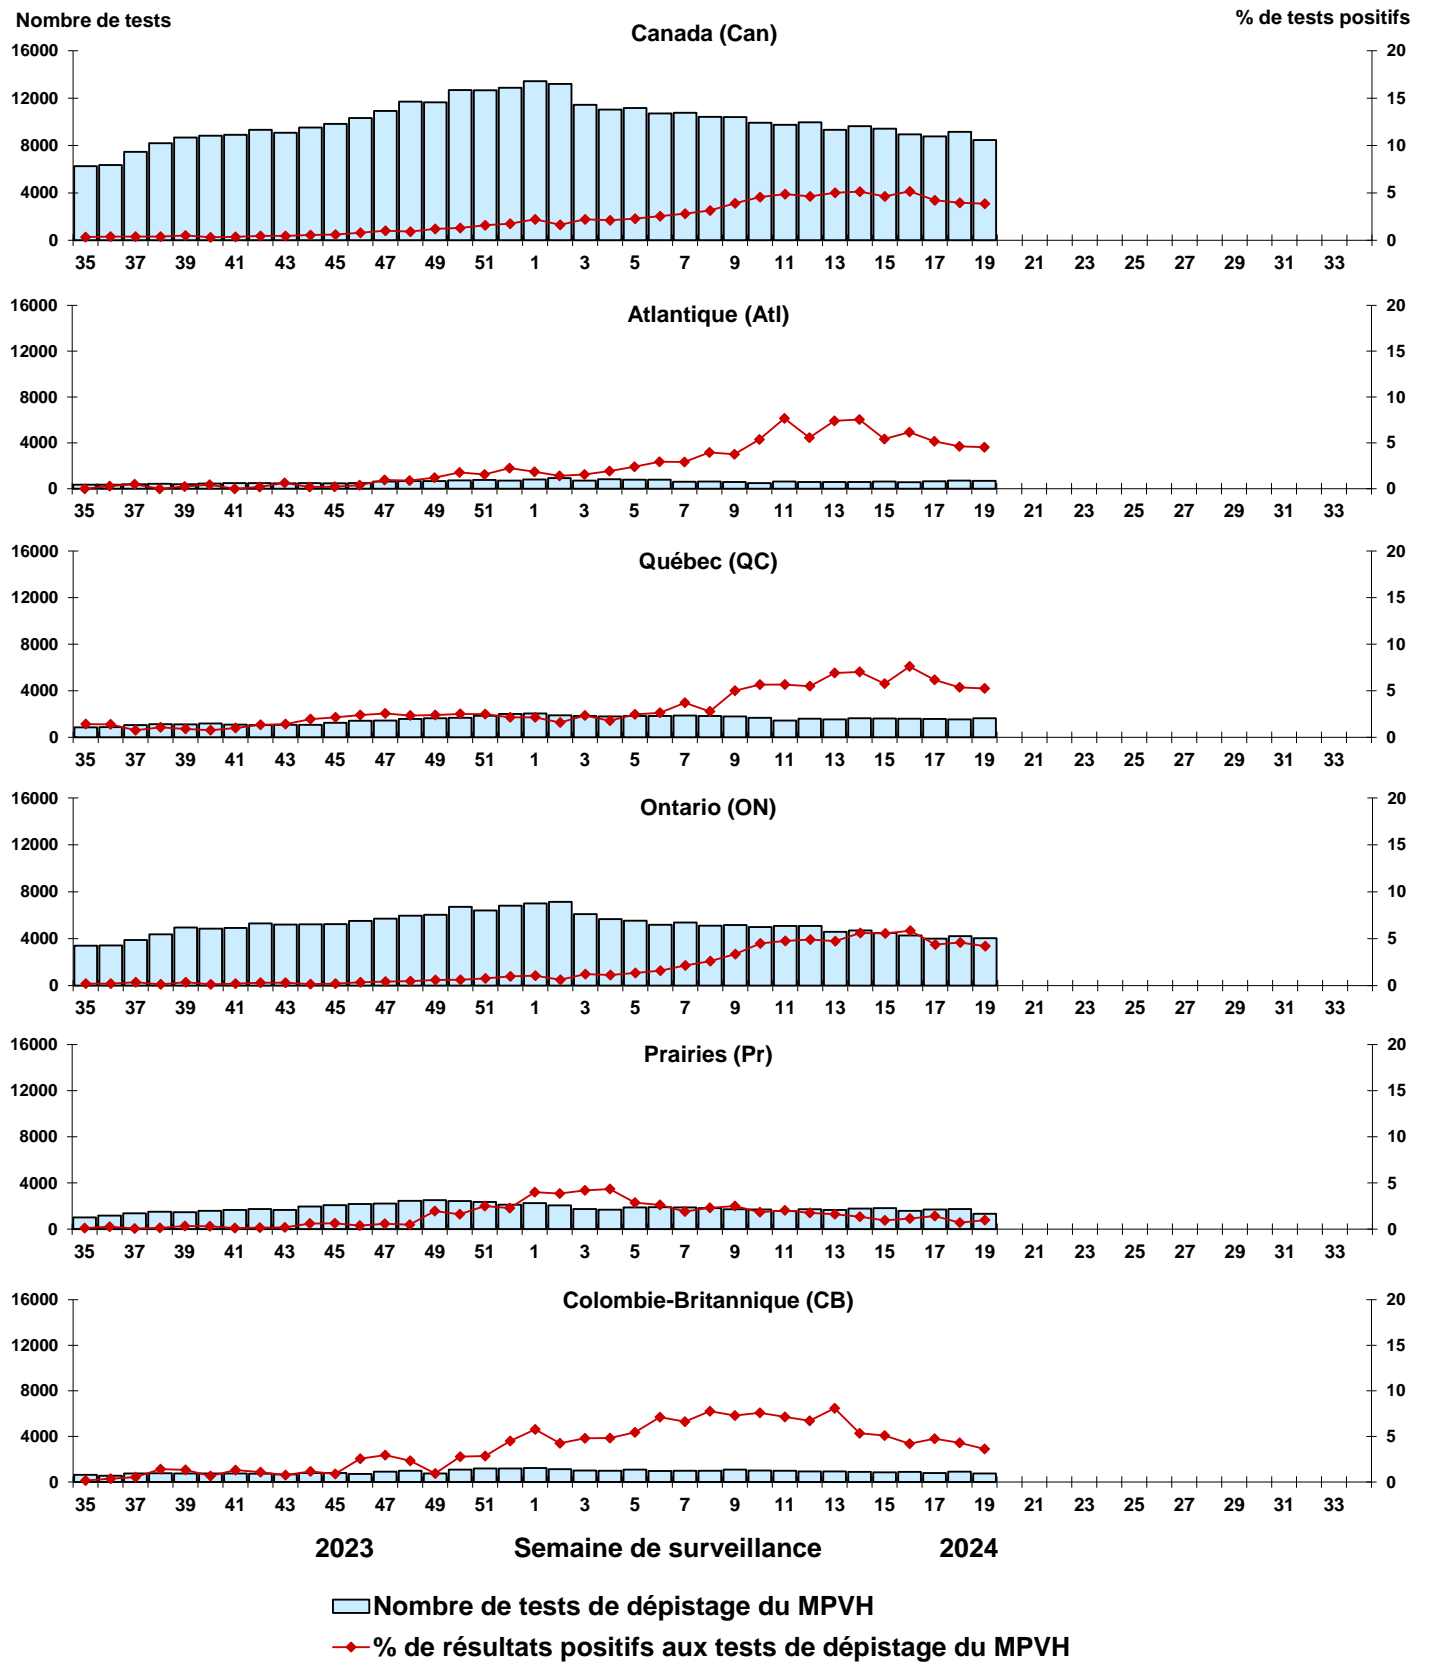 Nombre de tests
% de tests positifs
Canada (Can)
16000 20
12000 15
8000 10
4000 5
0 0
35 37 39 41 43 45 47 49 51 1 3 5 7 9 11 13 15 17 19 21 23 25 27 29 31 33
Atlantique (Atl)
16000 20
12000 15
8000 10
4000 5
0 0
35 37 39 41 43 45 47 49 51 1 3 5 7 9 11 13 15 17 19 21 23 25 27 29 31 33
Québec (QC)
16000 20
12000 15
8000 10
4000 5
0 0
35 37 39 41 43 45 47 49 51 1 3 5 7 9 11 13 15 17 19 21 23 25 27 29 31 33
Ontario (ON)
16000 20
12000 15
8000 10
4000 5
0 0
35 37 39 41 43 45 47 49 51 1 3 5 7 9 11 13 15 17 19 21 23 25 27 29 31 33
Prairies (Pr)
16000 20
12000 15
8000 10
4000 5
0 0
35 37 39 41 43 45 47 49 51 1 3 5 7 9 11 13 15 17 19 21 23 25 27 29 31 33
Colombie-Britannique (CB)
16000 20
12000 15
8000 10
4000 5
0 0
35 37 39 41 43 45 47 49 51 1 3 5 7 9 11 13 15 17 19 21 23 25 27 29 31 33
2023 Semaine de surveillance 2024
Nombre de tests de dépistage du MPVH
% de résultats positifs aux tests de dépistage du MPVH